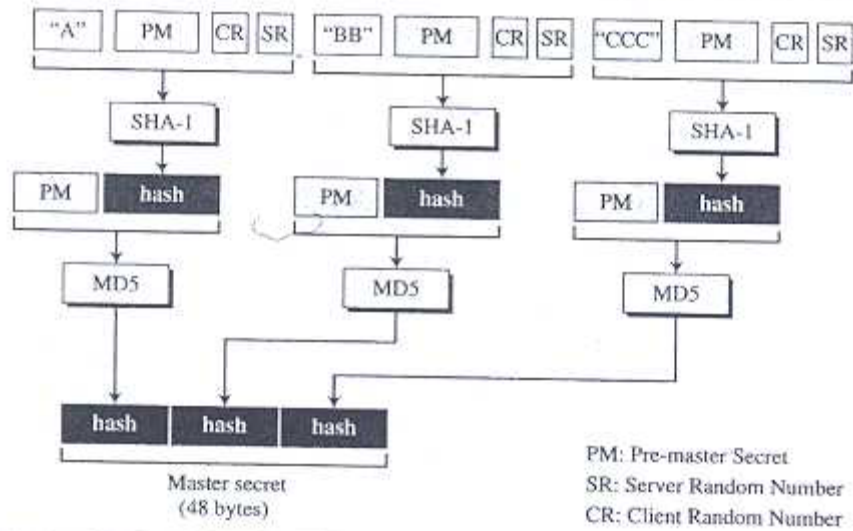 "A" PM CR SR "BB" PM CR SR "CCC" PM CR SR
SHA-1 SHA-1 SHA-1
PM hash PM hash PM hash
MD5 MD5 MD5
hash hash hash
Master secret
(48 bytes)
PM: Pre-master Secret
SR: Server Random Number
CR: Client Random Number